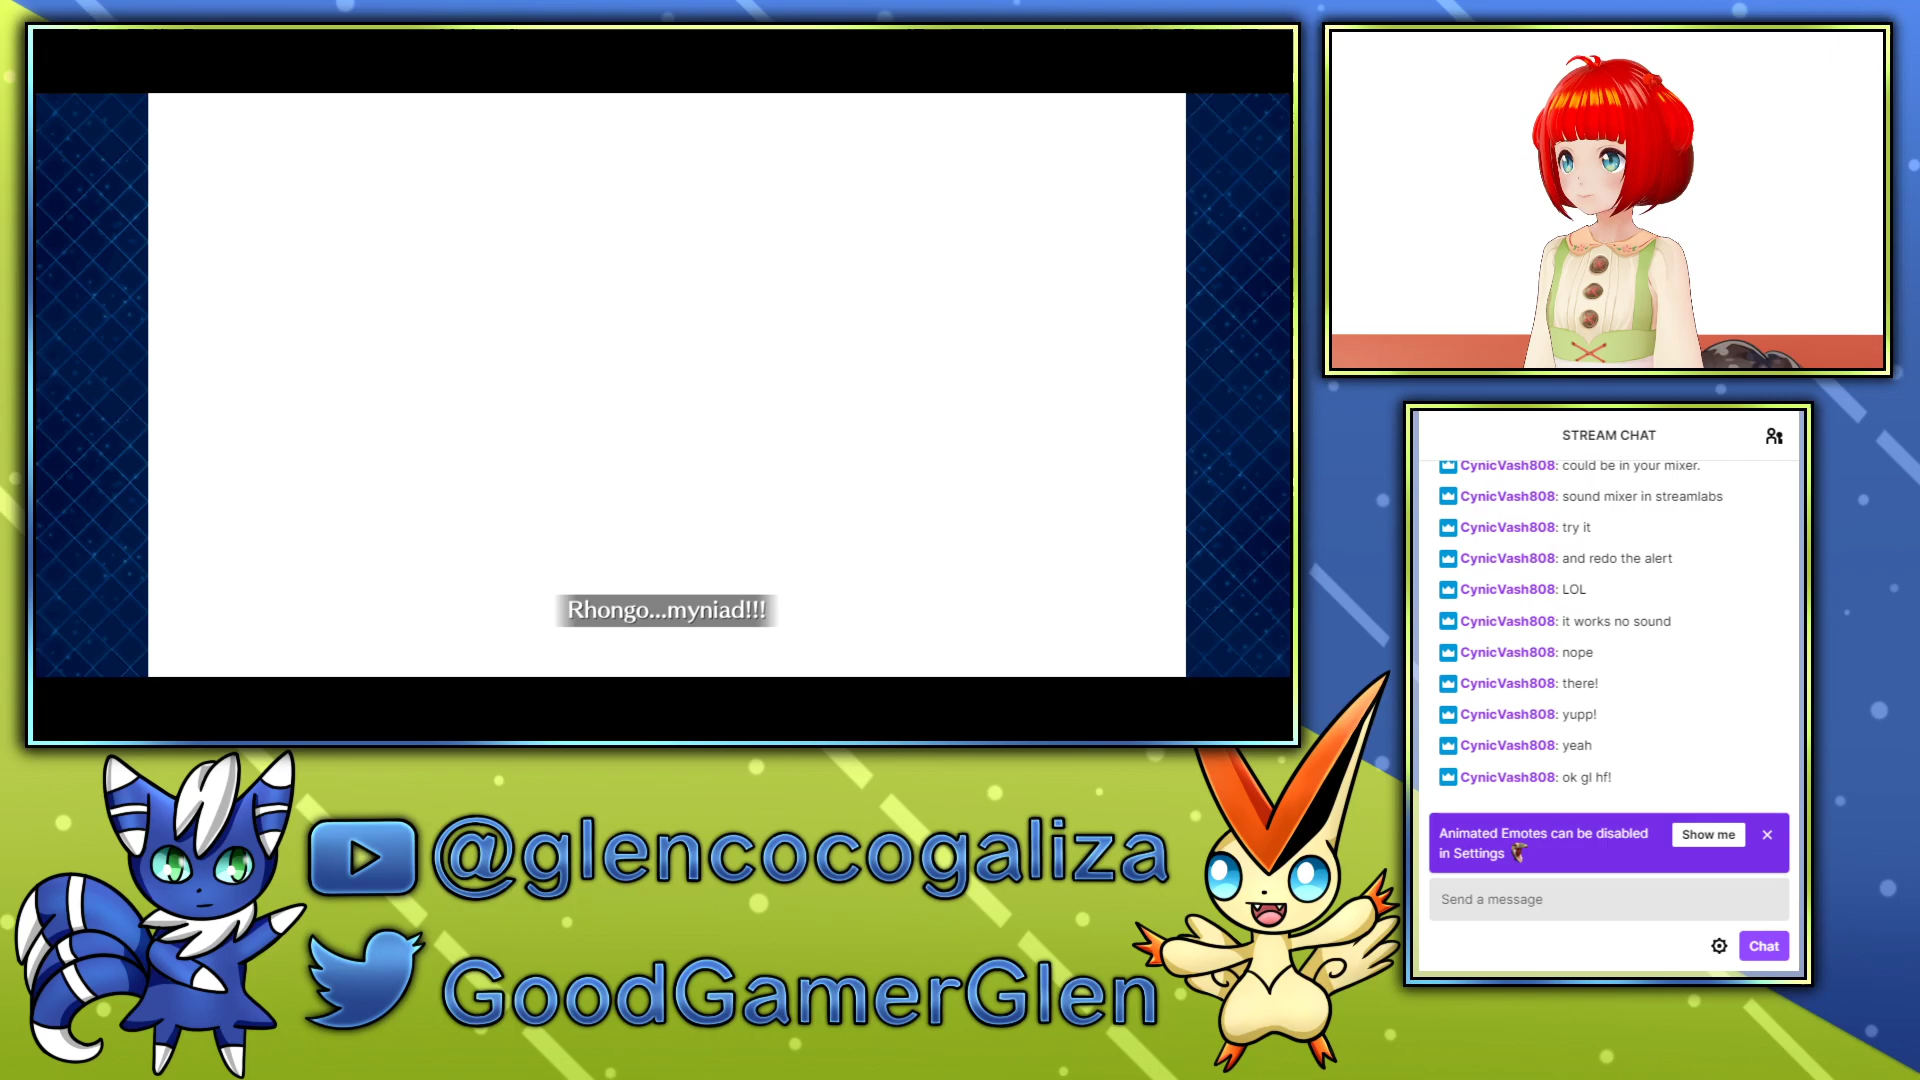 Rhongo...myniad!!!
STREAM CHAT
CynicVash808: could be in your mixer.
CynicVash808: sound mixer in streamlabs
CynicVash808: try it
CynicVash808: and redo the alert
CynicVash808: LOL
CynicVash808: it works no sound
CynicVash808: nope
CynicVash808: there!
CynicVash808: yupp!
CynicVash808: yeah
CynicVash808: ok gl hf!
Animated Emotes can be disabled
in Settings
Show me
Send a message
Chat
@glencocogaliza
GoodGamerGlen